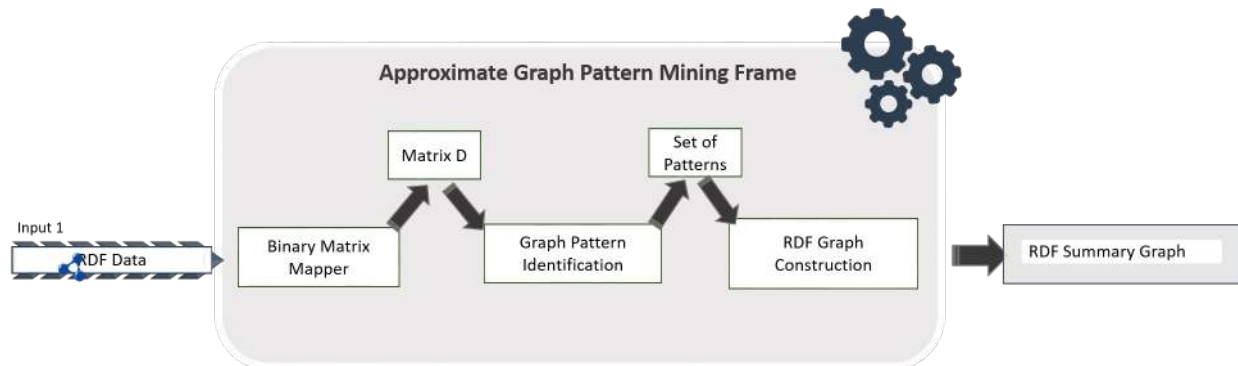 Approximate Graph Pattern Mining Frame
Matrix D
Set of
Patterns
Input 1
RDF Data
Binary Matrix
Mapper
Graph Pattern
Identification
RDF Graph
Construction
RDF Summary Graph